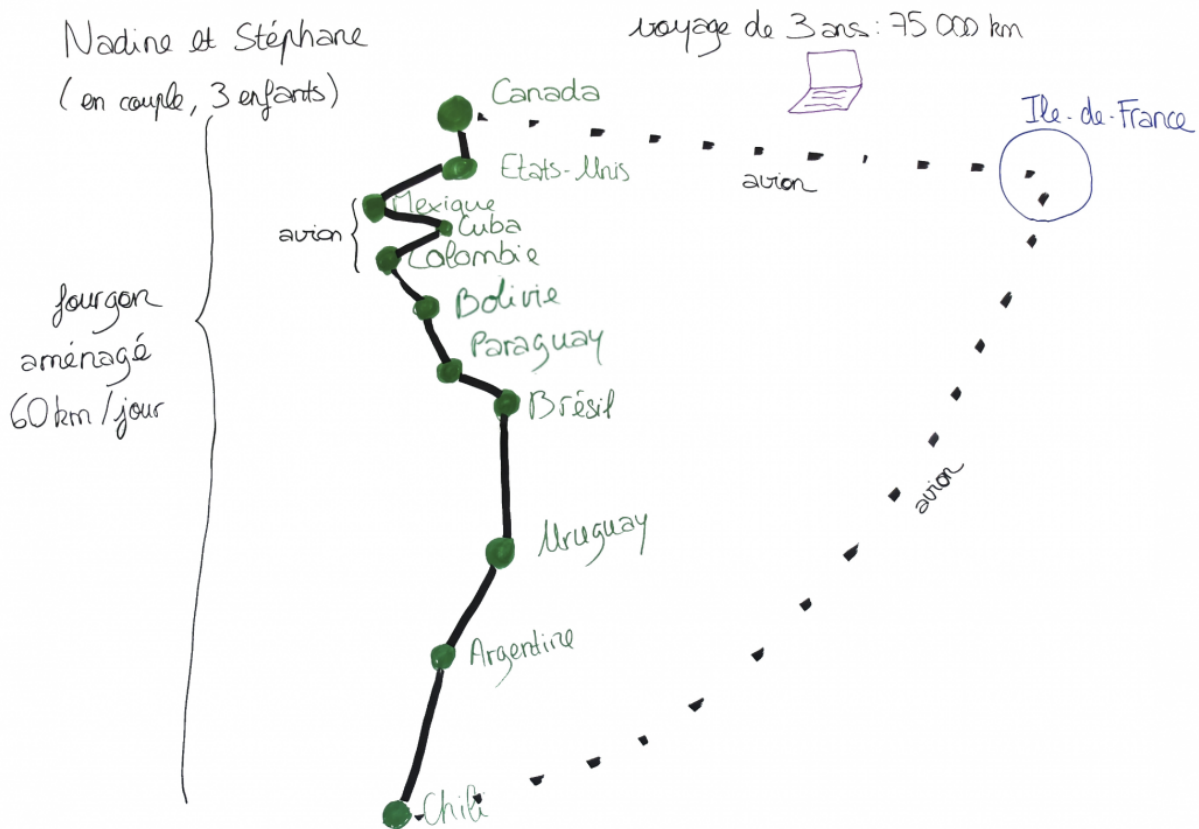 Nadine et Stéphane
(en couple, 3 enfants)
voyage de 3 ans : 75 000 km
Ile-de-France
Canada
Etats-Unis
avion
Mexique
Cuba
avion
Colombie
Bolivie
fourgon
aménagé
60 km/jour
Paraguay
Brésil
avion
Uruguay
Argentine
Chili